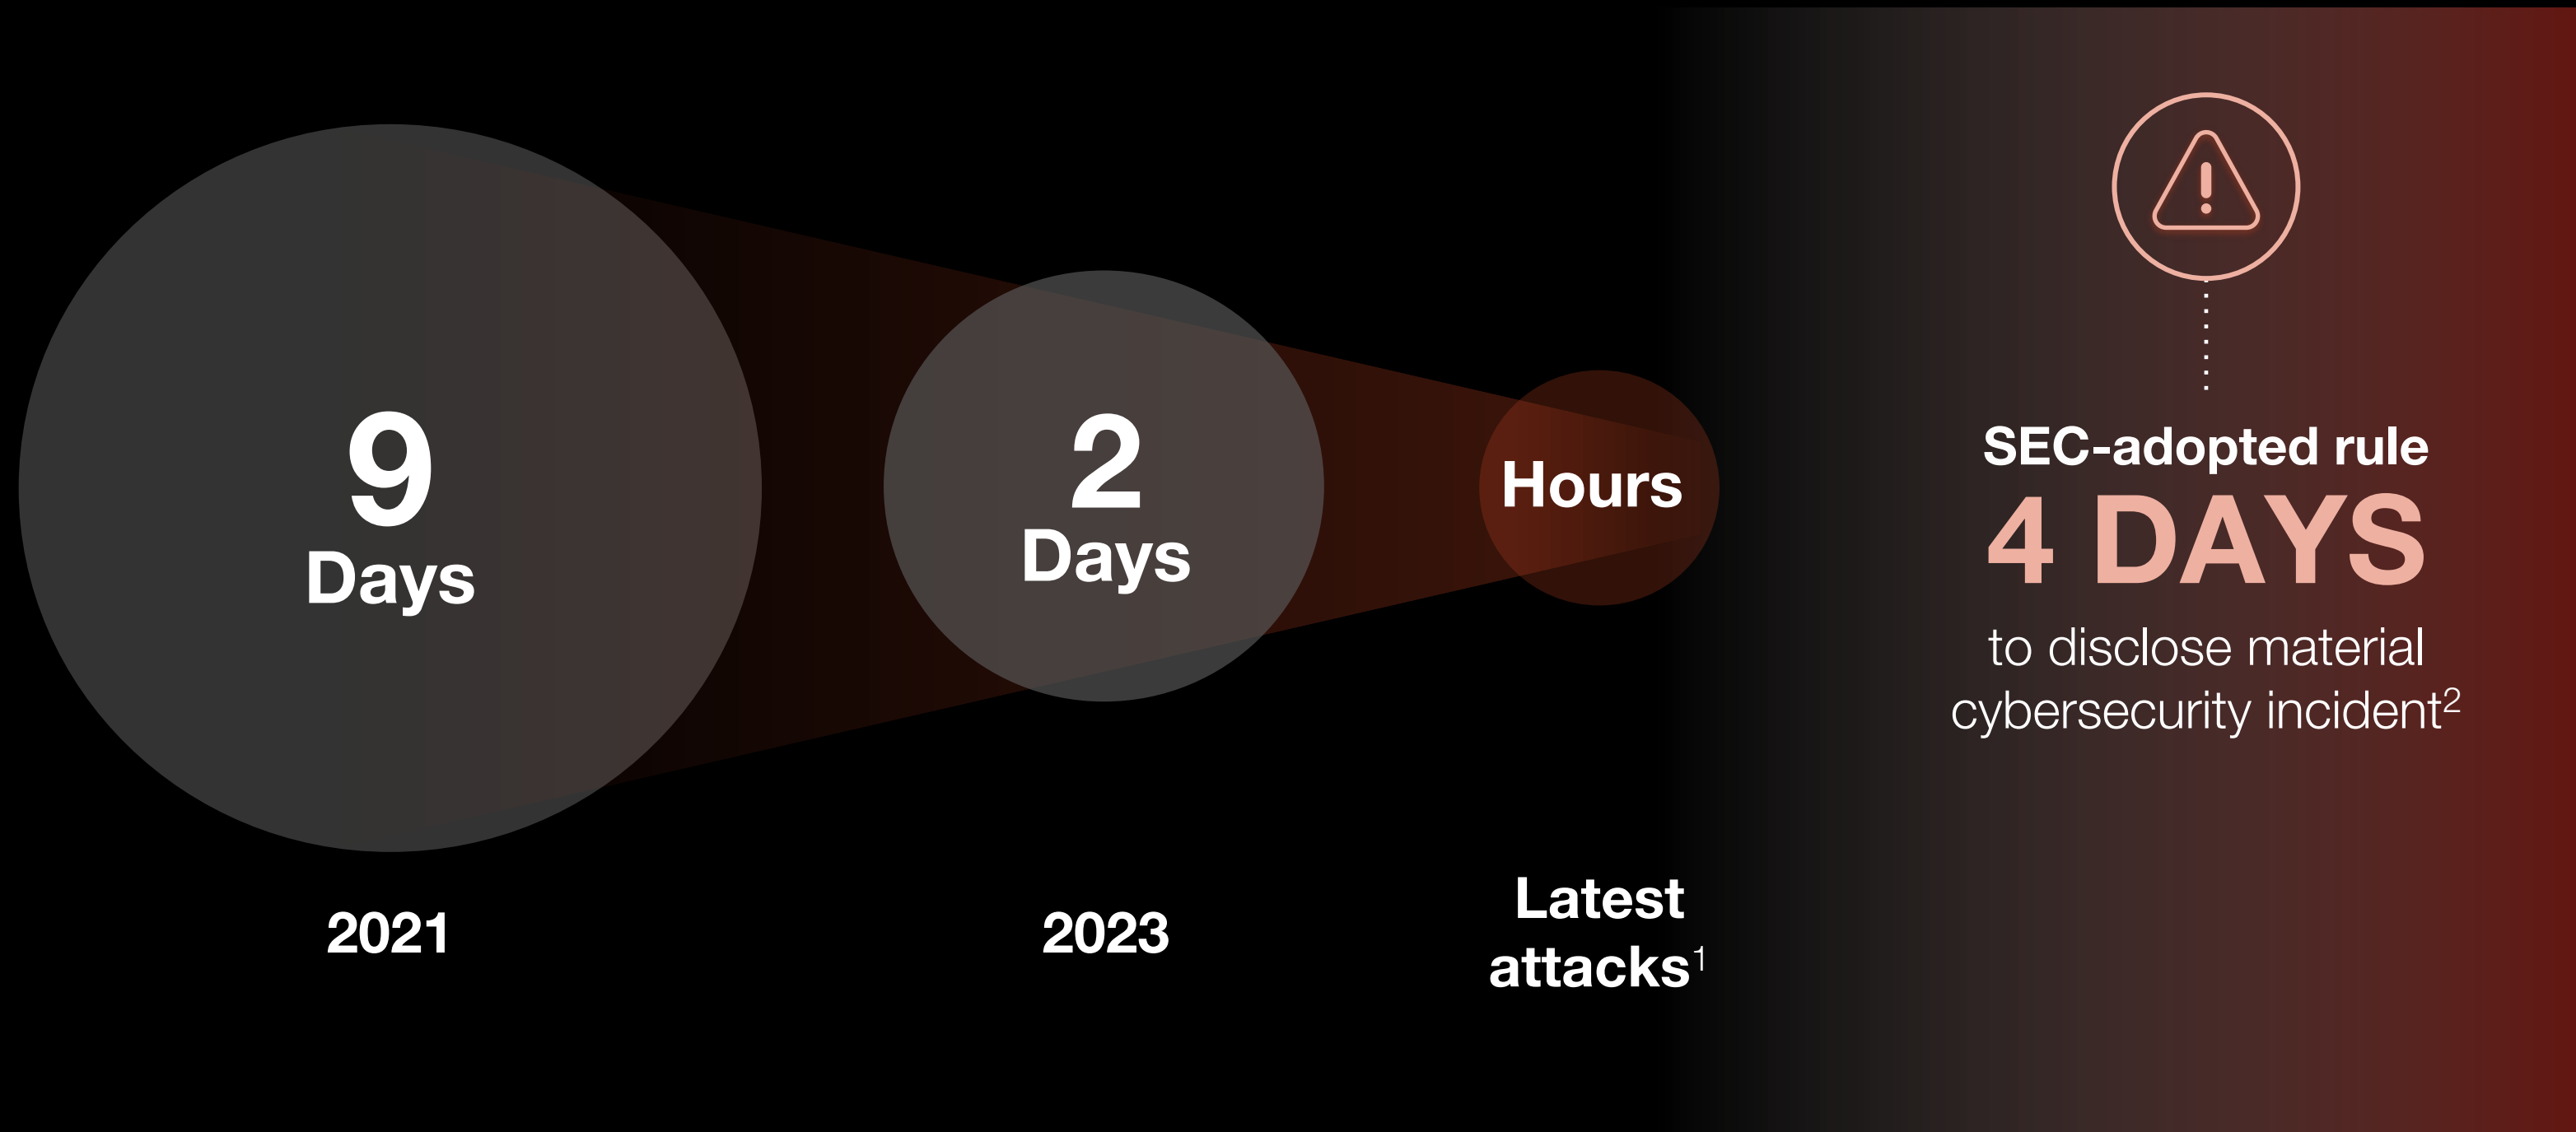 9
Days
2021
2
Days
2023
Hours
Latest
attacks¹
SEC-adopted rule
4 DAYS
to disclose material
cybersecurity incident²